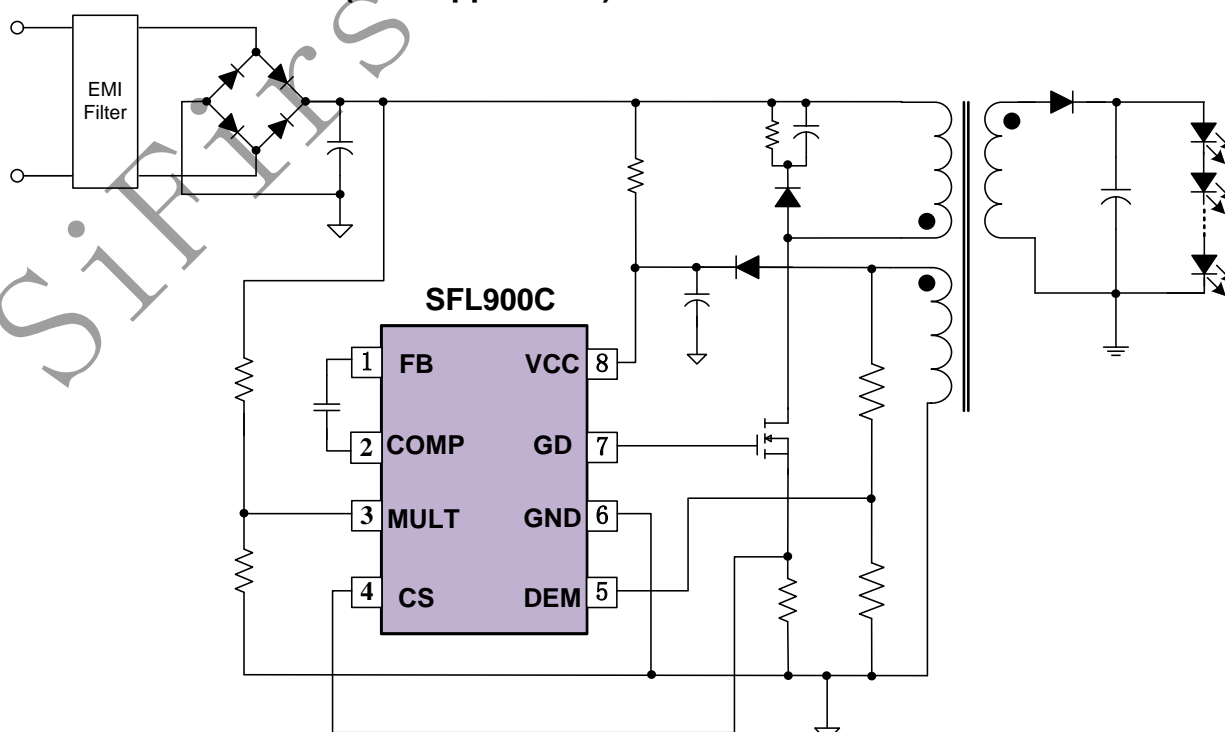 EMI
Filter
SiFirs
SFL900C
1 FB VCC 8
2 COMP GD 7
3 MULT GND 6
4 CS DEM 5